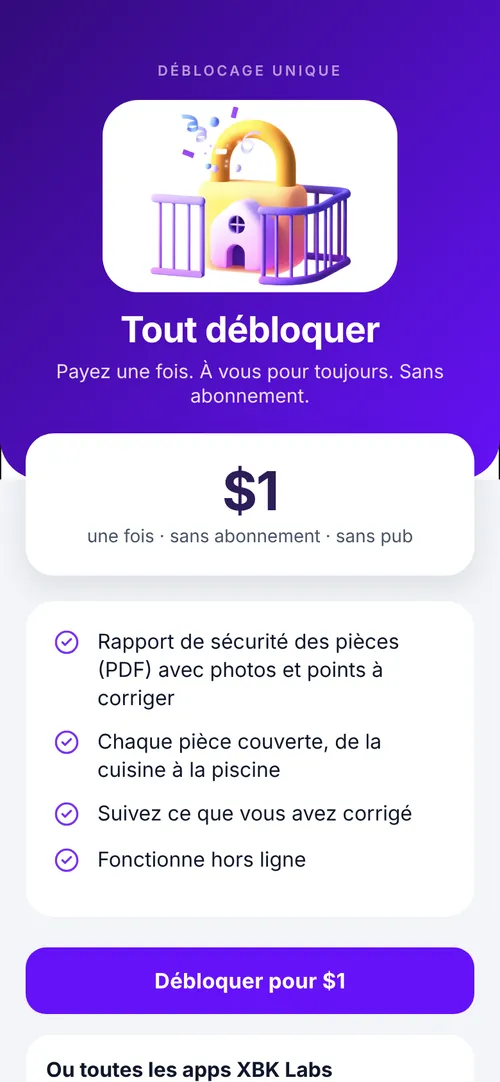 DÉBLOCAGE UNIQUE
Tout débloquer
Payez une fois. À vous pour toujours. Sans
abonnement.
$1
une fois · sans abonnement · sans pub
Rapport de sécurité des pièces
(PDF) avec photos et points à
corriger
Chaque pièce couverte, de la
cuisine à la piscine
Suivez ce que vous avez corrigé
Fonctionne hors ligne
Débloquer pour $1
Ou toutes les apps XBK Labs